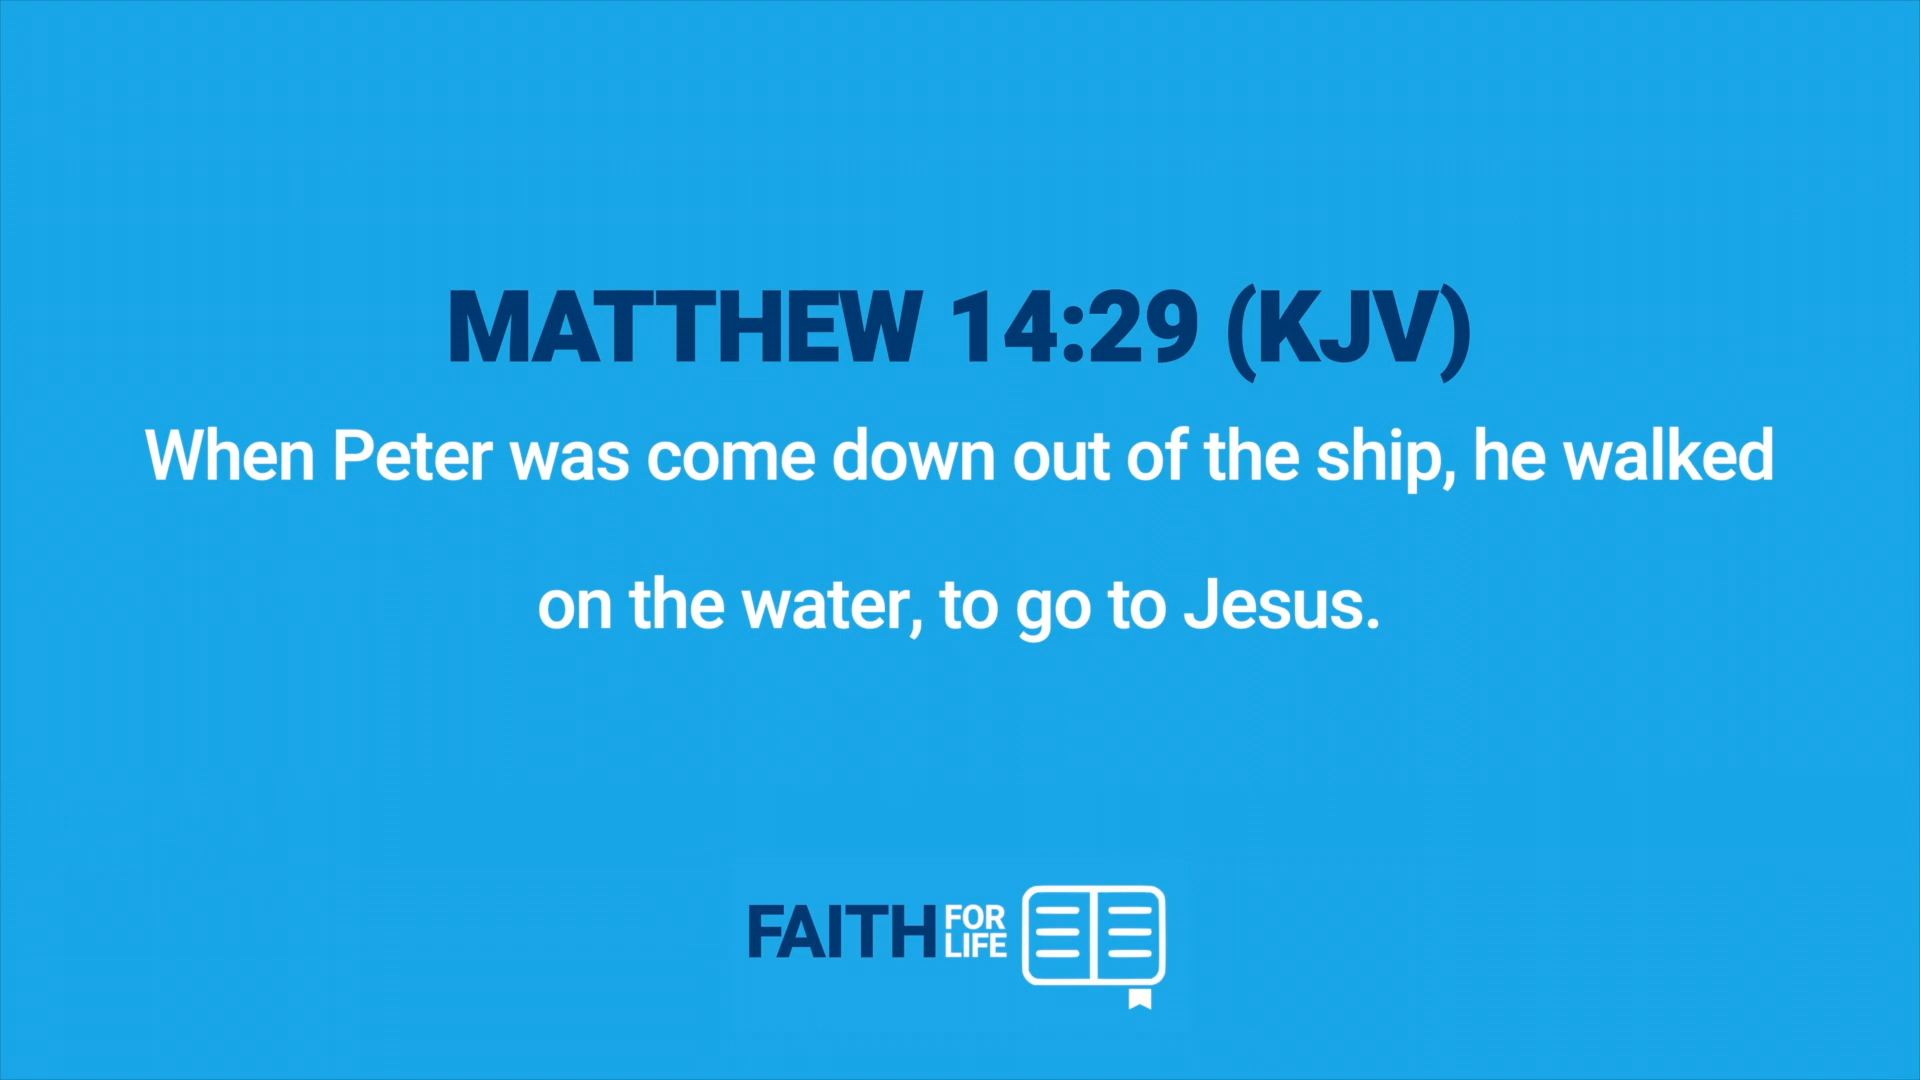 MATTHEW 14:29 (KJV)
When Peter was come down out of the ship, he walked
on the water, to go to Jesus.
FAITH FOR LIFE